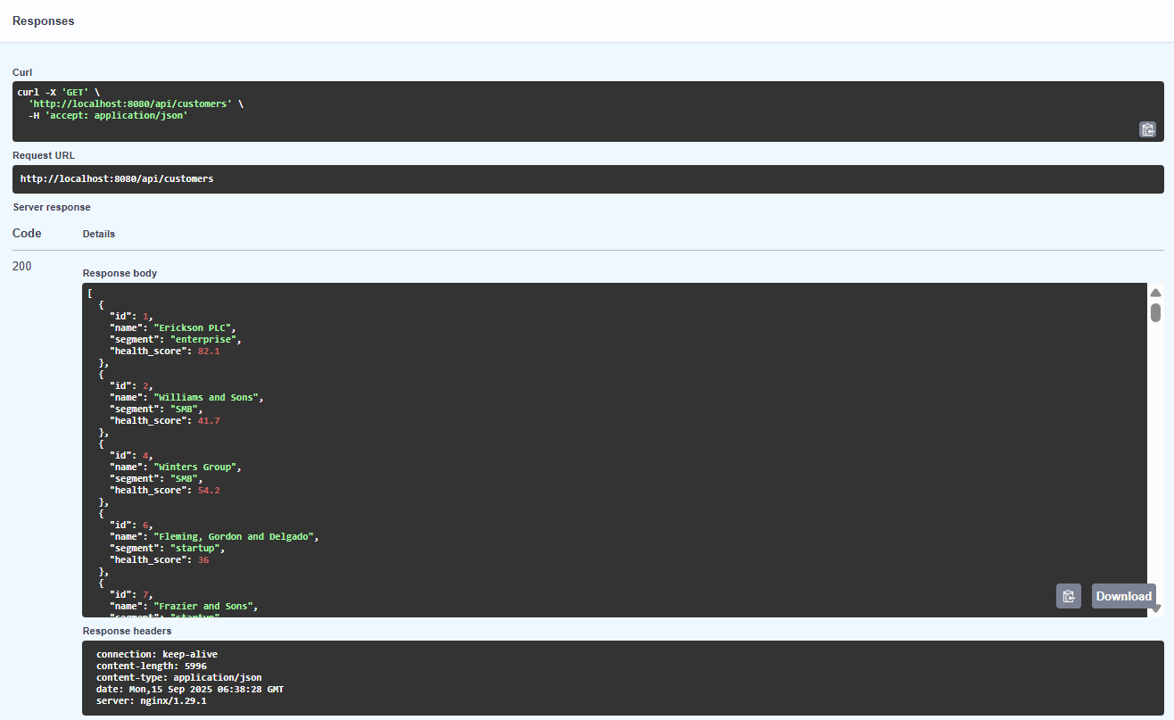 Responses
Curl
curl -X 'GET' \
  'http://localhost:8080/api/customers' \
  -H 'accept: application/json'
Request URL
http://localhost:8080/api/customers
Server response
Code Details
200
Response body
[
  {
    "id": 1,
    "name": "Erickson PLC",
    "segment": "enterprise",
    "health_score": 82.1
  },
  {
    "id": 2,
    "name": "Williams and Sons",
    "segment": "SMB",
    "health_score": 41.7
  },
  {
    "id": 4,
    "name": "Winters Group",
    "segment": "SMB",
    "health_score": 54.2
  },
  {
    "id": 6,
    "name": "Fleming, Gordon and Delgado",
    "segment": "startup",
    "health_score": 36
  },
  {
    "id": 7,
    "name": "Frazier and Sons",
    "segment": "startup"
Download
Response headers
connection: keep-alive
content-length: 5996
content-type: application/json
date: Mon,15 Sep 2025 06:38:28 GMT
server: nginx/1.29.1